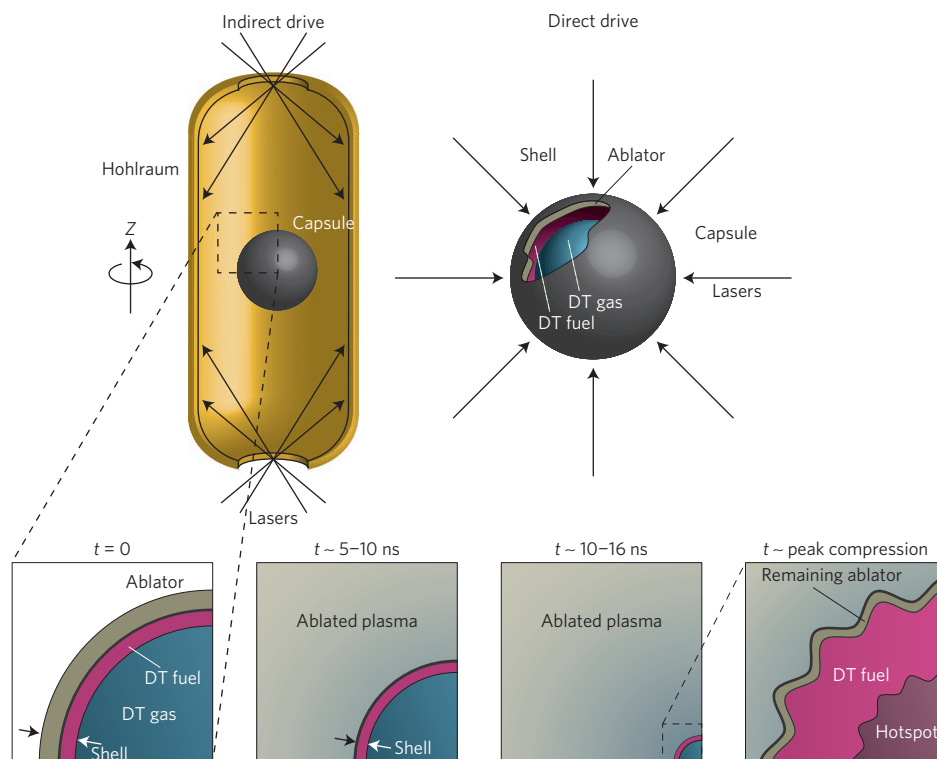 Indirect drive
Direct drive
Hohlraum
Shell
Ablator
Z
Capsule
Capsule
DT gas
DT fuel
Lasers
Lasers
t = 0
t ~ 5–10 ns
t ~ 10–16 ns
t ~ peak compression
Ablator
DT fuel
DT gas
Shell
Ablated plasma
Shell
Ablated plasma
Remaining ablator
DT fuel
Hotspot